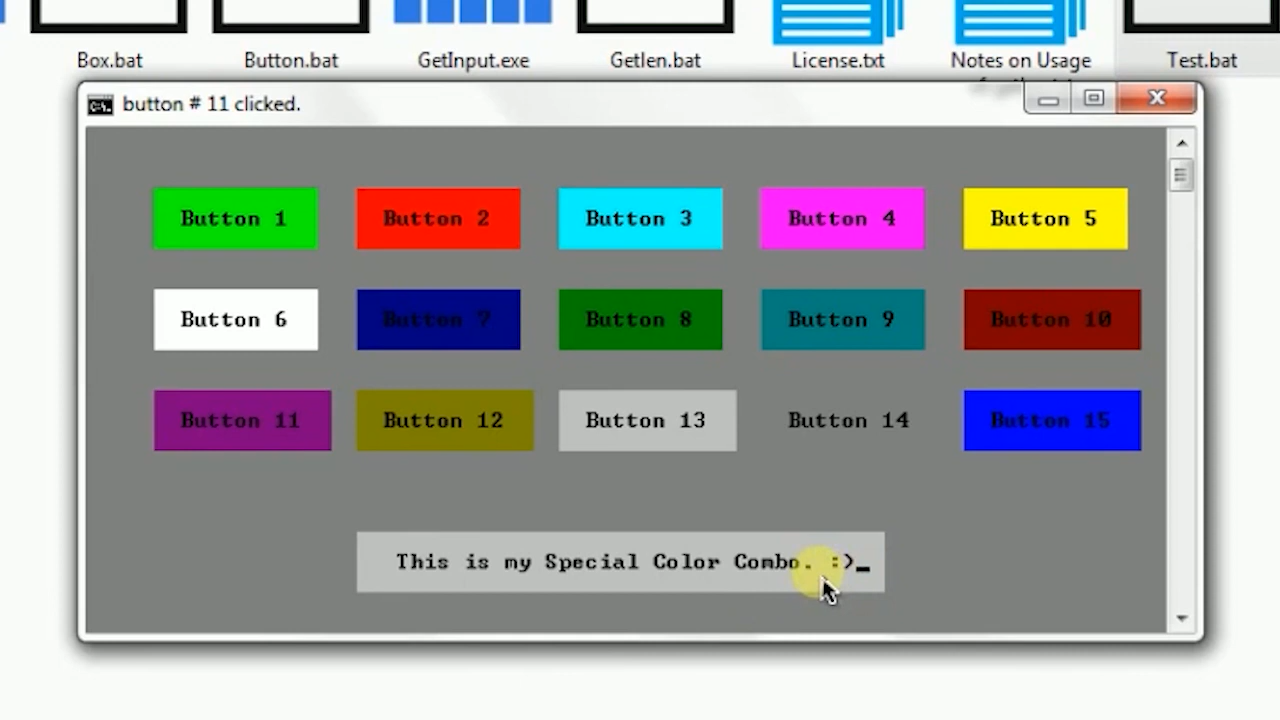 Box.bat Button.bat GetInput.exe Getlen.bat License.txt Notes on Usage Test.bat
button # 11 clicked.
Button 1 Button 2 Button 3 Button 4 Button 5
Button 6 Button 7 Button 8 Button 9 Button 10
Button 11 Button 12 Button 13 Button 14 Button 15
This is my Special Color Combo. :)_